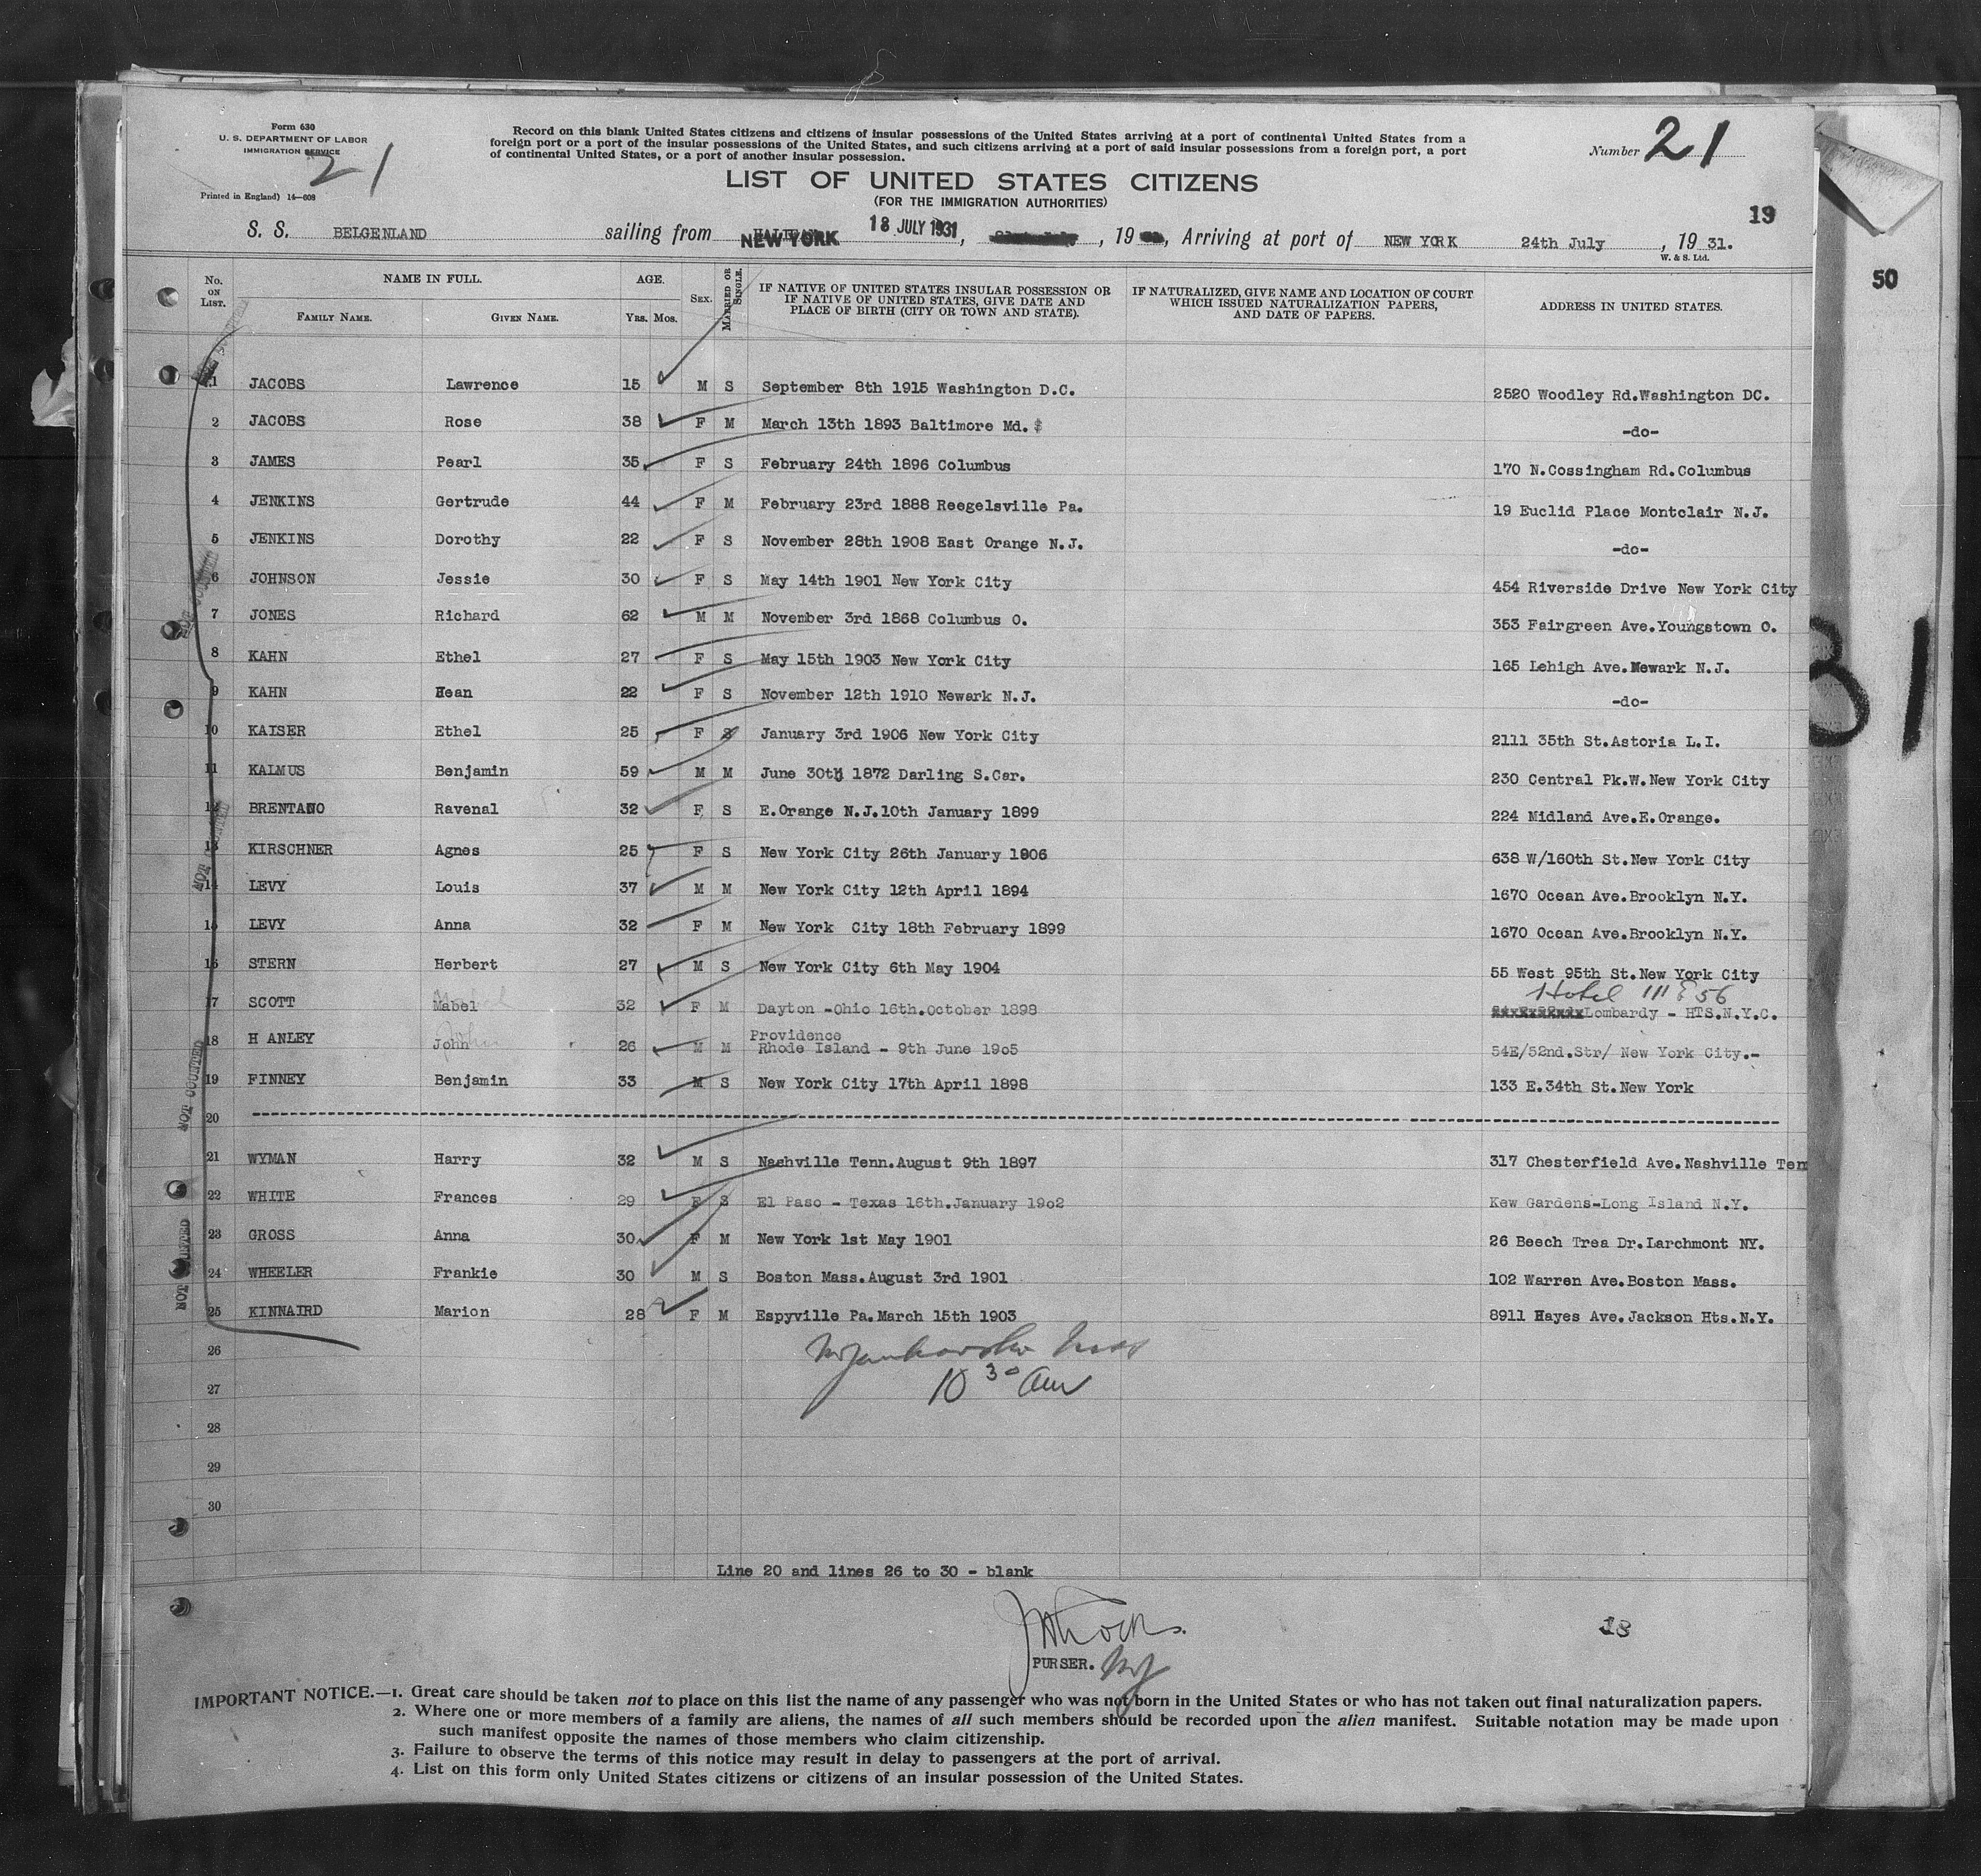 Form 630
U. S. DEPARTMENT OF LABOR
IMMIGRATION SERVICE
21
Printed in England) 14—608
Record on this blank United States citizens and citizens of insular possessions of the United States arriving at a port of continental United States from a
foreign port or a port of the insular possessions of the United States, and such citizens arriving at a port of said insular possessions from a foreign port, a port
of continental United States, or a port of another insular possession.
Number 21
LIST OF UNITED STATES CITIZENS
(FOR THE IMMIGRATION AUTHORITIES)
19
S. S. BELGENLAND sailing from NEW YORK 18 JULY 1931, , 19 , Arriving at port of NEW YORK 24th July , 19 31.
W. & S. Ltd.
50
No. ON LIST. NAME IN FULL. AGE. SEX. MARRIED OR SINGLE. IF NATIVE OF UNITED STATES INSULAR POSSESSION OR IF NATIVE OF UNITED STATES, GIVE DATE AND PLACE OF BIRTH (CITY OR TOWN AND STATE). IF NATURALIZED, GIVE NAME AND LOCATION OF COURT WHICH ISSUED NATURALIZATION PAPERS, AND DATE OF PAPERS. ADDRESS IN UNITED STATES.
FAMILY NAME. GIVEN NAME. YRS. MOS.
1 JACOBS Lawrence 15 M S September 8th 1915 Washington D.C. 2520 Woodley Rd.Washington DC.
2 JACOBS Rose 38 F M March 13th 1893 Baltimore Md. -do-
3 JAMES Pearl 35 F S February 24th 1896 Columbus 170 N.Cossingham Rd.Columbus
4 JENKINS Gertrude 44 F M February 23rd 1888 Reegelsville Pa. 19 Euclid Place Montclair N.J.
5 JENKINS Dorothy 22 F S November 28th 1908 East Orange N.J. -do-
6 JOHNSON Jessie 30 F S May 14th 1901 New York City 454 Riverside Drive New York City
7 JONES Richard 62 M M November 3rd 1868 Columbus O. 353 Fairgreen Ave.Youngstown O.
8 KAHN Ethel 27 F S May 15th 1903 New York City 165 Lehigh Ave.Newark N.J.
9 KAHN Hean 22 F S November 12th 1910 Newark N.J. -do-
10 KAISER Ethel 25 F S January 3rd 1906 New York City 2111 35th St.Astoria L.I.
11 KALMUS Benjamin 59 M M June 30th 1872 Darling S.Car. 230 Central Pk.W.New York City
12 BRENTANO Ravenal 32 F S E.Orange N.J.10th January 1899 224 Midland Ave.E.Orange.
13 KIRSCHNER Agnes 25 F S New York City 26th January 1906 638 W/160th St.New York City
14 LEVY Louis 37 M M New York City 12th April 1894 1670 Ocean Ave.Brooklyn N.Y.
15 LEVY Anna 32 F M New York City 18th February 1899 1670 Ocean Ave.Brooklyn N.Y.
16 STERN Herbert 27 M S New York City 6th May 1904 55 West 95th St.New York City
Hotel 111 E 56
17 SCOTT Mabel 32 F M Dayton -Ohio 16th.October 1898 Lombardy - HTS.N.Y.C.
Providence
18 H ANLEY John 26 M M Rhode Island - 9th June 19o5 54E/52nd.Str/ New York City.-
19 FINNEY Benjamin 33 M S New York City 17th April 1898 133 E.34th St.New York
20
21 WYMAN Harry 32 M S Nashville Tenn.August 9th 1897 317 Chesterfield Ave.Nashville Ten
22 WHITE Frances 29 F S El Paso - Texas 16th.January 19o2 Kew Gardens-Long Island N.Y.
23 GROSS Anna 30 F M New York 1st May 1901 26 Beech Trea Dr.Larchmont NY.
24 WHEELER Frankie 30 M S Boston Mass.August 3rd 1901 102 Warren Ave.Boston Mass.
25 KINNAIRD Marion 28 F M Espyville Pa.March 15th 1903 8911 Hayes Ave.Jackson Hts.N.Y.
NOT COUNTED
NOT COUNTED
NOT COUNTED
26
10 30 am
27
28
29
30
Line 20 and lines 26 to 30 - blank
18
PURSER.
IMPORTANT NOTICE.—1. Great care should be taken not to place on this list the name of any passenger who was not born in the United States or who has not taken out final naturalization papers.
2. Where one or more members of a family are aliens, the names of all such members should be recorded upon the alien manifest. Suitable notation may be made upon
such manifest opposite the names of those members who claim citizenship.
3. Failure to observe the terms of this notice may result in delay to passengers at the port of arrival.
4. List on this form only United States citizens or citizens of an insular possession of the United States.